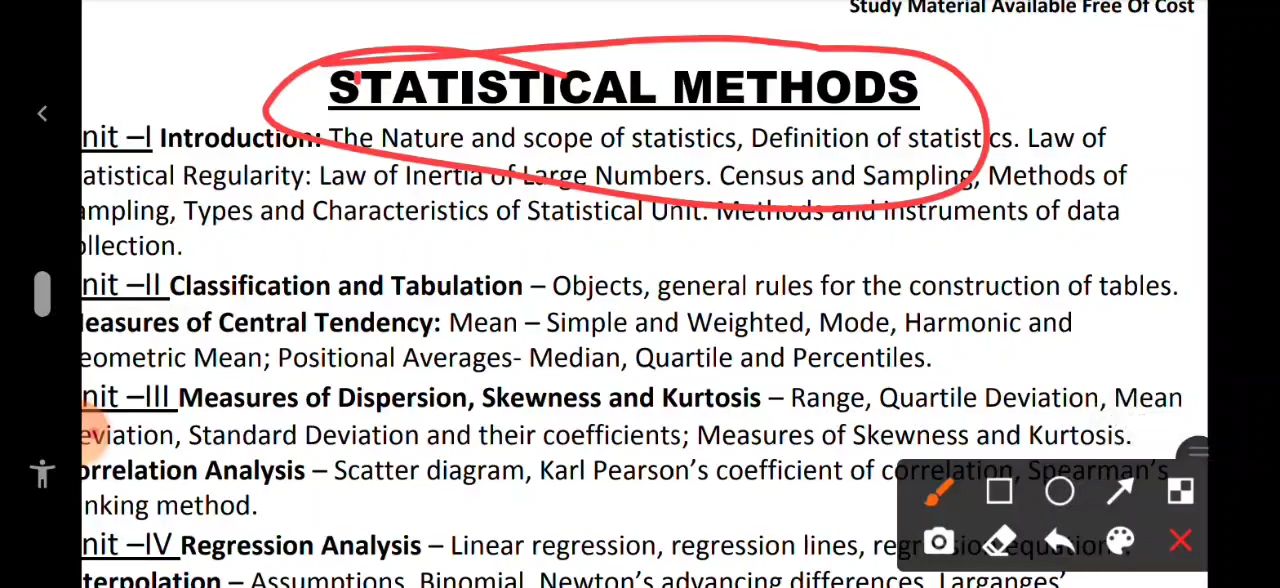 Study Material Available Free Of Cost
STATISTICAL METHODS
nit –I Introduction: The Nature and scope of statistics, Definition of statistics. Law of
atistical Regularity: Law of Inertia of Large Numbers. Census and Sampling, Methods of
ampling, Types and Characteristics of Statistical Unit. Methods and Instruments of data
ollection.
nit –II Classification and Tabulation – Objects, general rules for the construction of tables.
easures of Central Tendency: Mean – Simple and Weighted, Mode, Harmonic and
eometric Mean; Positional Averages- Median, Quartile and Percentiles.
nit –III Measures of Dispersion, Skewness and Kurtosis – Range, Quartile Deviation, Mean
eviation, Standard Deviation and their coefficients; Measures of Skewness and Kurtosis.
orrelation Analysis – Scatter diagram, Karl Pearson’s coefficient of correlation, Spearman’s
nking method.
nit –IV Regression Analysis – Linear regression, regression lines, regression equation
terpolation – Assumptions, Binomial, Newton’s advancing differences, Larganges’